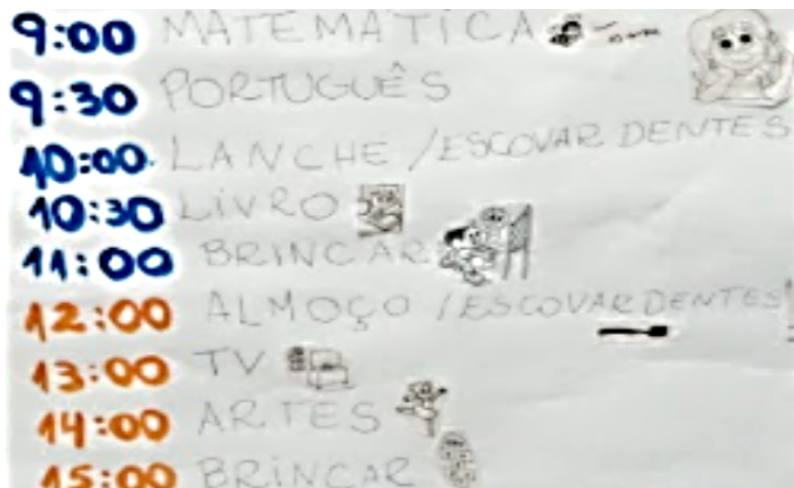 9:00 MATEMÁTICA
9:30 PORTUGUÊS
10:00 LANCHE / ESCOVAR DENTES
10:30 LIVRO
11:00 BRINCAR
12:00 ALMOÇO / ESCOVAR DENTES
13:00 TV
14:00 ARTES
15:00 BRINCAR